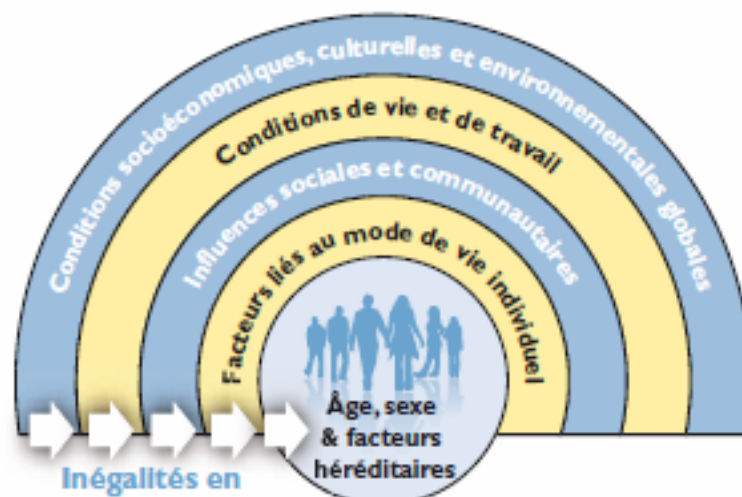 Conditions socioéconomiques, culturelles et environnementales globales
Conditions de vie et de travail
Influences sociales et communautaires
Facteurs liés au mode de vie individuel
Âge, sexe
& facteurs
héréditaires
Inégalités en